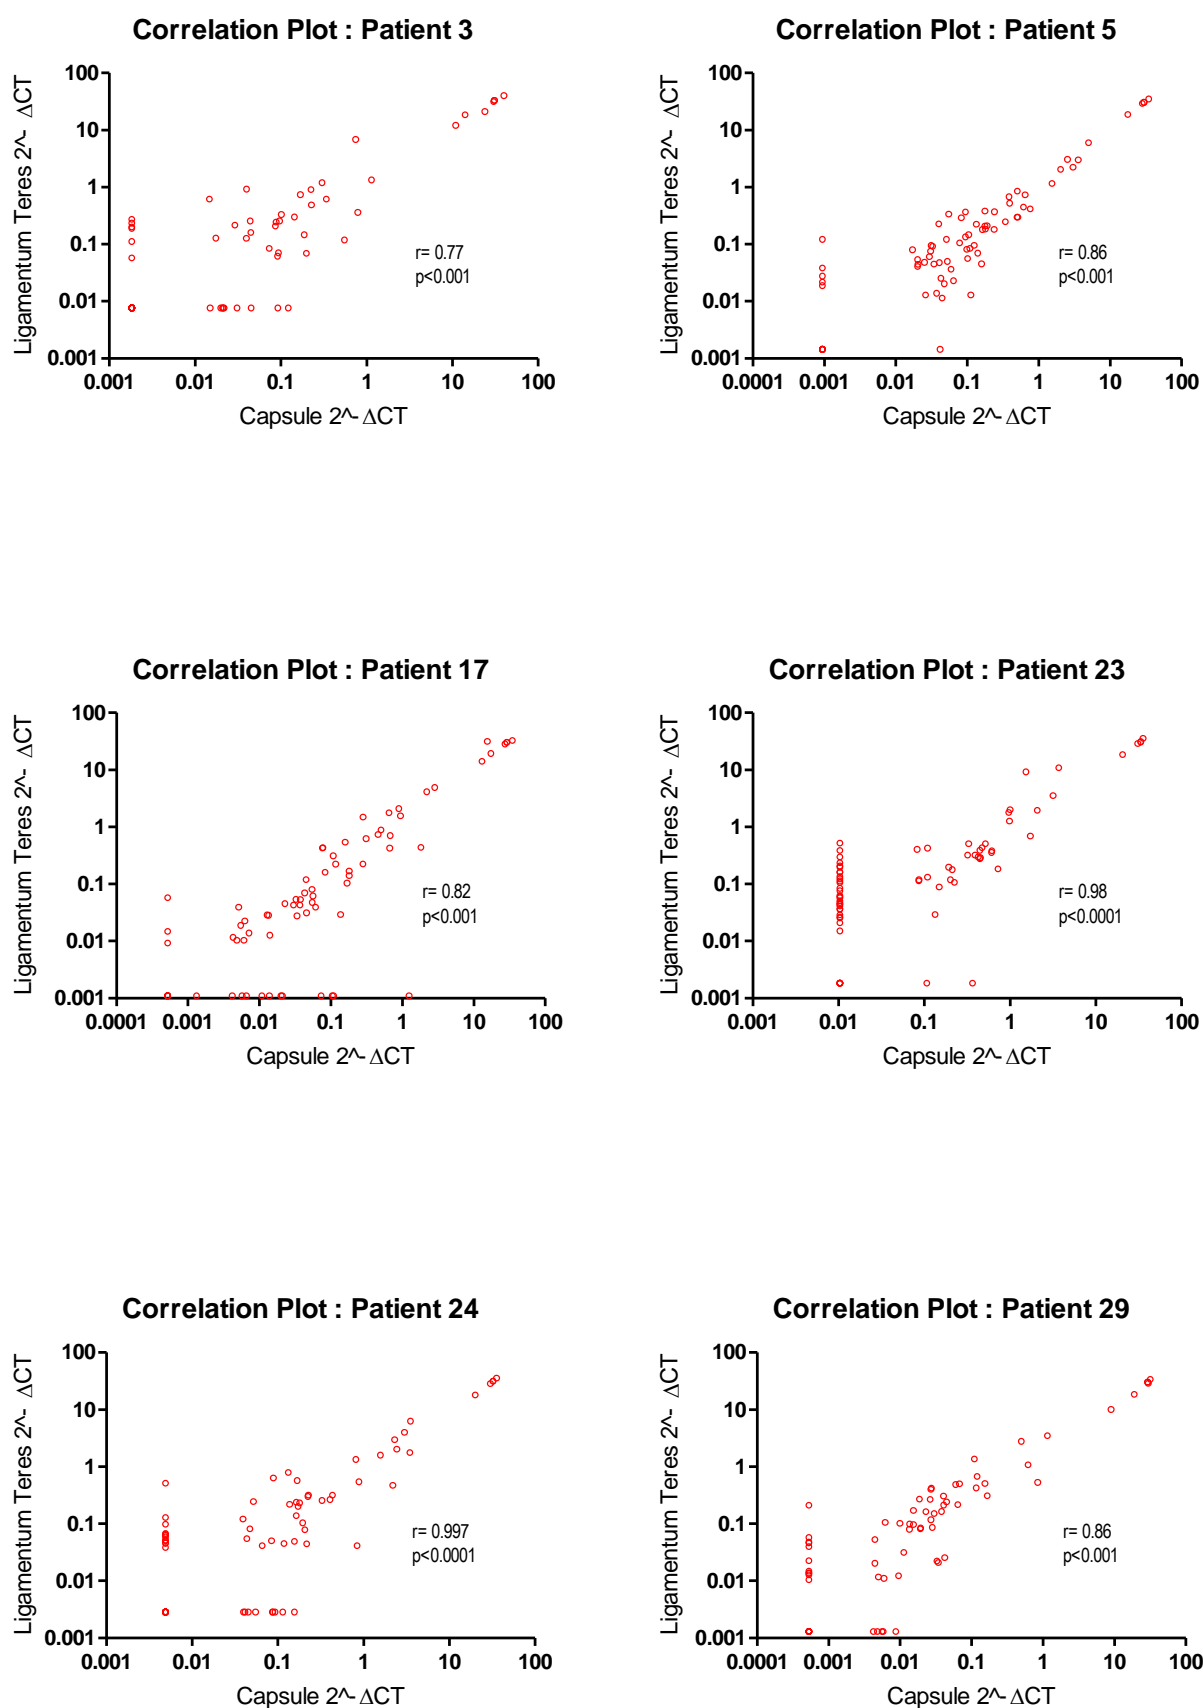 Correlation Plot : Patient 3
Ligamentum Teres 2^- ΔCT
100
10
1
0.1
0.01
0.001
r= 0.77
p<0.001
0.001 0.01 0.1 1 10 100
Capsule 2^- ΔCT
Correlation Plot : Patient 5
Ligamentum Teres 2^- ΔCT
100
10
1
0.1
0.01
0.001
r= 0.86
p<0.001
0.0001 0.001 0.01 0.1 1 10 100
Capsule 2^- ΔCT
Correlation Plot : Patient 17
Ligamentum Teres 2^- ΔCT
100
10
1
0.1
0.01
0.001
r= 0.82
p<0.001
0.0001 0.001 0.01 0.1 1 10 100
Capsule 2^- ΔCT
Correlation Plot : Patient 23
Ligamentum Teres 2^- ΔCT
100
10
1
0.1
0.01
0.001
r= 0.98
p<0.0001
0.001 0.01 0.1 1 10 100
Capsule 2^- ΔCT
Correlation Plot : Patient 24
Ligamentum Teres 2^- ΔCT
100
10
1
0.1
0.01
0.001
r= 0.997
p<0.0001
0.001 0.01 0.1 1 10 100
Capsule 2^- ΔCT
Correlation Plot : Patient 29
Ligamentum Teres 2^- ΔCT
100
10
1
0.1
0.01
0.001
r= 0.86
p<0.001
0.0001 0.001 0.01 0.1 1 10 100
Capsule 2^- ΔCT